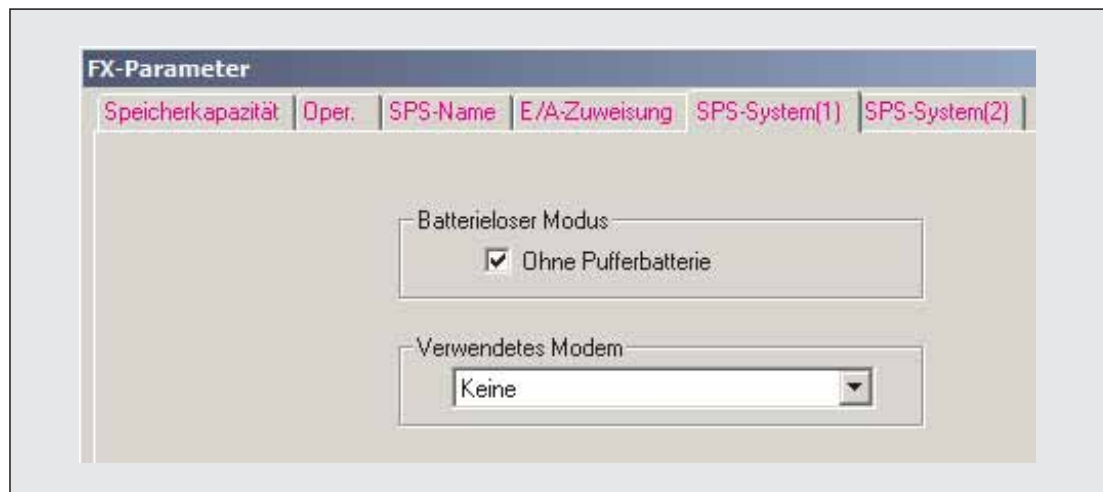 FX-Parameter
Speicherkapazität Oper. SPS-Name E/A-Zuweisung SPS-System(1) SPS-System(2)
Batterieloser Modus
Ohne Pufferbatterie
Verwendetes Modem
Keine